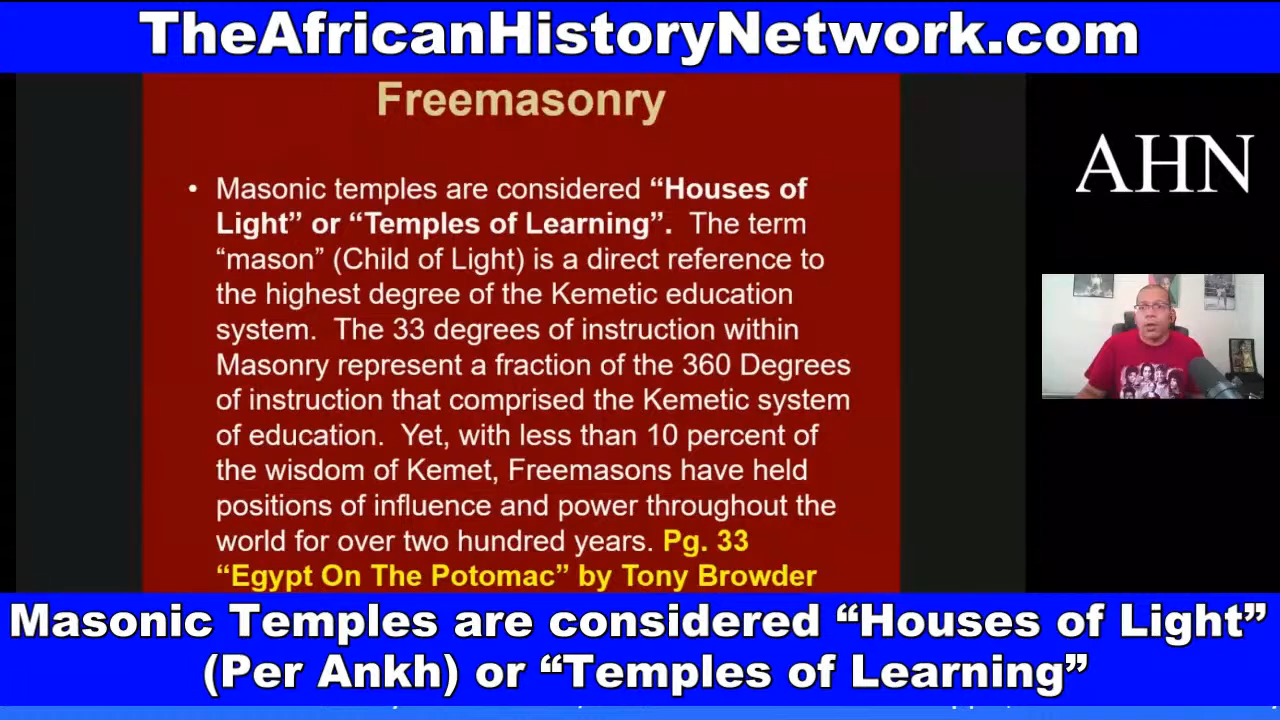 TheAfricanHistoryNetwork.com
Freemasonry
AHN
• Masonic temples are considered “Houses of
Light” or “Temples of Learning”. The term
“mason” (Child of Light) is a direct reference to
the highest degree of the Kemetic education
system. The 33 degrees of instruction within
Masonry represent a fraction of the 360 Degrees
of instruction that comprised the Kemetic system
of education. Yet, with less than 10 percent of
the wisdom of Kemet, Freemasons have held
positions of influence and power throughout the
world for over two hundred years. Pg. 33
“Egypt On The Potomac” by Tony Browder
Masonic Temples are considered “Houses of Light”
(Per Ankh) or “Temples of Learning”